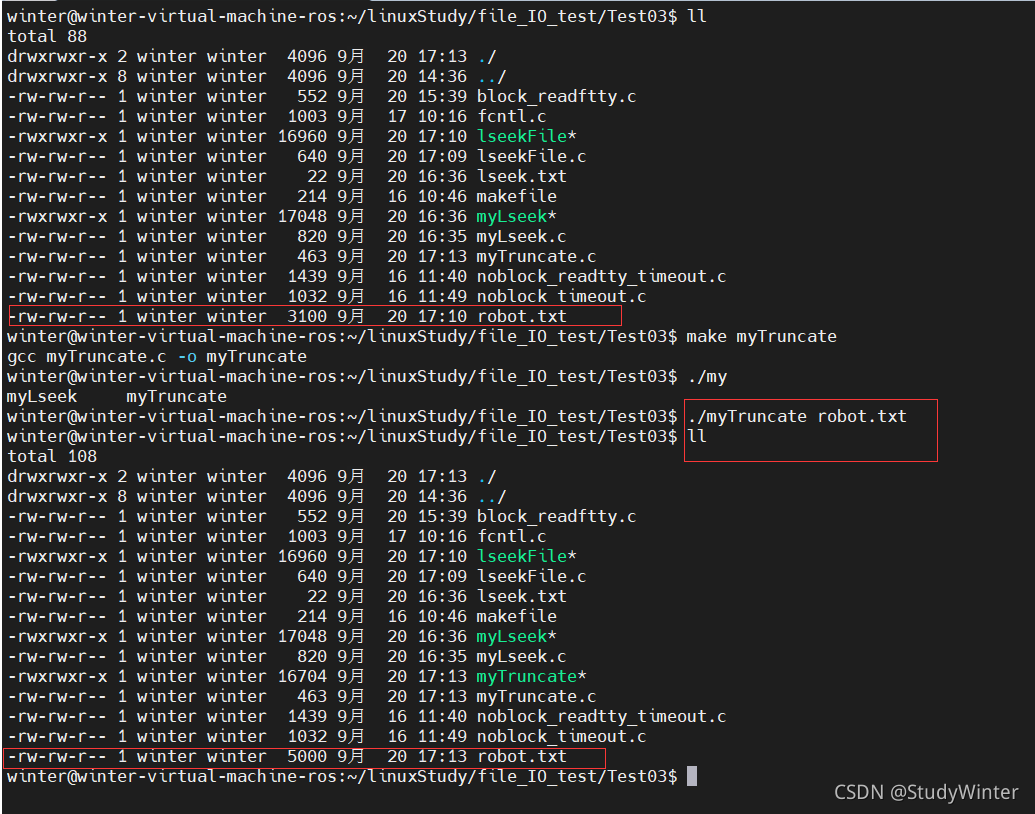 winter@winter-virtual-machine-ros:~/linuxStudy/file_IO_test/Test03$ ll
total 88
drwxrwxr-x 2 winter winter  4096 9月  20 17:13 ./
drwxrwxr-x 8 winter winter  4096 9月  20 14:36 ../
-rw-rw-r-- 1 winter winter   552 9月  20 15:39 block_readftty.c
-rw-rw-r-- 1 winter winter  1003 9月  17 10:16 fcntl.c
-rwxrwxr-x 1 winter winter 16960 9月  20 17:10 lseekFile*
-rw-rw-r-- 1 winter winter   640 9月  20 17:09 lseekFile.c
-rw-rw-r-- 1 winter winter    22 9月  20 16:36 lseek.txt
-rw-rw-r-- 1 winter winter   214 9月  16 10:46 makefile
-rwxrwxr-x 1 winter winter 17048 9月  20 16:36 myLseek*
-rw-rw-r-- 1 winter winter   820 9月  20 16:35 myLseek.c
-rw-rw-r-- 1 winter winter   463 9月  20 17:13 myTruncate.c
-rw-rw-r-- 1 winter winter  1439 9月  16 11:40 noblock_readtty_timeout.c
-rw-rw-r-- 1 winter winter  1032 9月  16 11:49 noblock_timeout.c
-rw-rw-r-- 1 winter winter  3100 9月  20 17:10 robot.txt
winter@winter-virtual-machine-ros:~/linuxStudy/file_IO_test/Test03$ make myTruncate
gcc myTruncate.c -o myTruncate
winter@winter-virtual-machine-ros:~/linuxStudy/file_IO_test/Test03$ ./my
myLseek     myTruncate
winter@winter-virtual-machine-ros:~/linuxStudy/file_IO_test/Test03$ ./myTruncate robot.txt
winter@winter-virtual-machine-ros:~/linuxStudy/file_IO_test/Test03$ ll
total 108
drwxrwxr-x 2 winter winter  4096 9月  20 17:13 ./
drwxrwxr-x 8 winter winter  4096 9月  20 14:36 ../
-rw-rw-r-- 1 winter winter   552 9月  20 15:39 block_readftty.c
-rw-rw-r-- 1 winter winter  1003 9月  17 10:16 fcntl.c
-rwxrwxr-x 1 winter winter 16960 9月  20 17:10 lseekFile*
-rw-rw-r-- 1 winter winter   640 9月  20 17:09 lseekFile.c
-rw-rw-r-- 1 winter winter    22 9月  20 16:36 lseek.txt
-rw-rw-r-- 1 winter winter   214 9月  16 10:46 makefile
-rwxrwxr-x 1 winter winter 17048 9月  20 16:36 myLseek*
-rw-rw-r-- 1 winter winter   820 9月  20 16:35 myLseek.c
-rwxrwxr-x 1 winter winter 16704 9月  20 17:13 myTruncate*
-rw-rw-r-- 1 winter winter   463 9月  20 17:13 myTruncate.c
-rw-rw-r-- 1 winter winter  1439 9月  16 11:40 noblock_readtty_timeout.c
-rw-rw-r-- 1 winter winter  1032 9月  16 11:49 noblock_timeout.c
-rw-rw-r-- 1 winter winter  5000 9月  20 17:13 robot.txt
winter@winter-virtual-machine-ros:~/linuxStudy/file_IO_test/Test03$
CSDN @StudyWinter